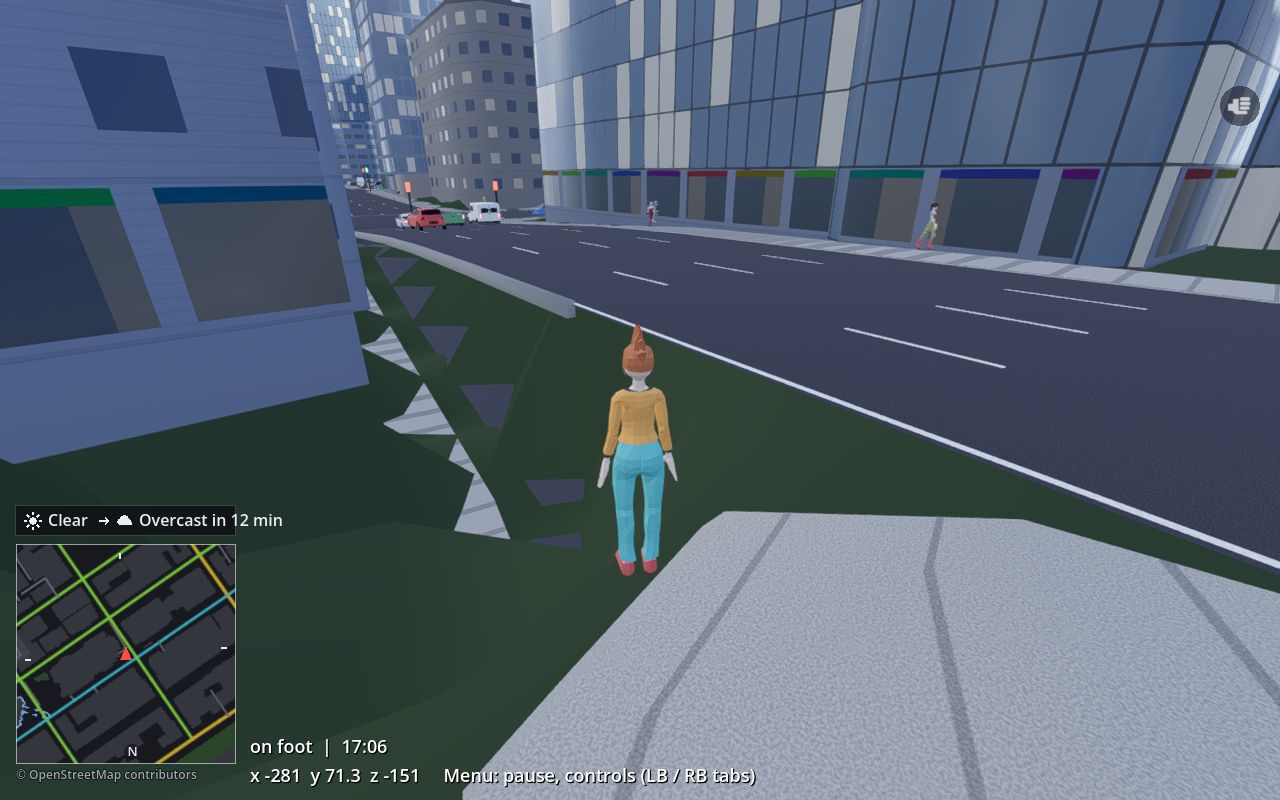 Clear → Overcast in 12 min
N
© OpenStreetMap contributors
on foot | 17:06
x -281 y 71.3 z -151 Menu: pause, controls (LB / RB tabs)